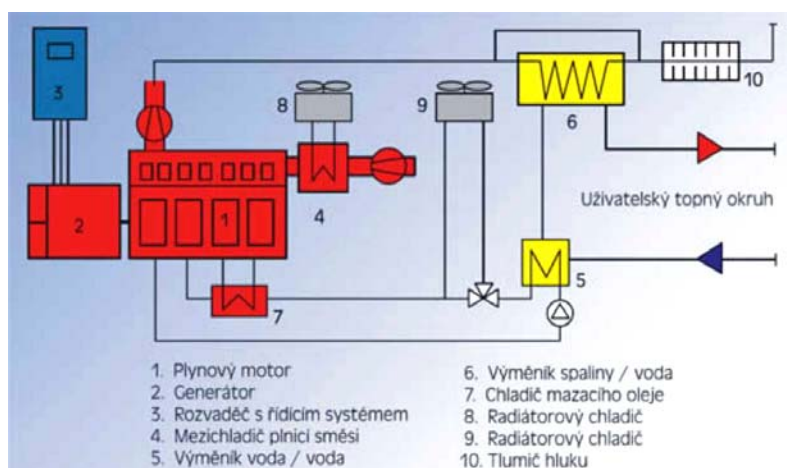 3
8
9
6
10
1
2
4
Uživatelský topný okruh
5
7
1. Plynový motor
2. Generátor
3. Rozvaděč s řídícím systémem
4. Mezichladič plnicí směsi
5. Výměník voda / voda
6. Výměník spaliny / voda
7. Chladič mazacího oleje
8. Radiátorový chladič
9. Radiátorový chladič
10. Tlumič hluku